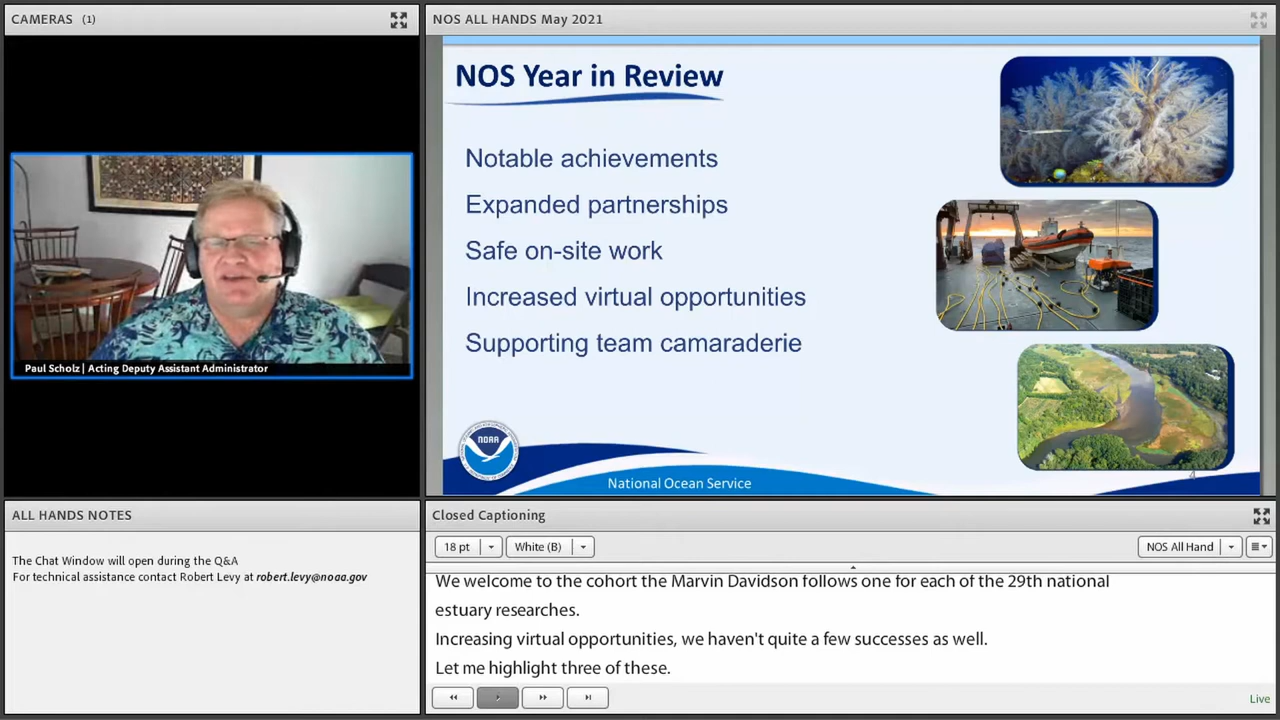 CAMERAS (1)
Paul Scholz | Acting Deputy Assistant Administrator
NOS ALL HANDS May 2021
NOS Year in Review
Notable achievements
Expanded partnerships
Safe on-site work
Increased virtual opportunities
Supporting team camaraderie
NOAA
National Ocean Service
4
ALL HANDS NOTES
The Chat Window will open during the Q&A
For technical assistance contact Robert Levy at robert.levy@noaa.gov
Closed Captioning
18 pt
White (B)
NOS All Hand
We welcome to the cohort the Marvin Davidson follows one for each of the 29th national
estuary researches.
Increasing virtual opportunities, we haven't quite a few successes as well.
Let me highlight three of these.
Live